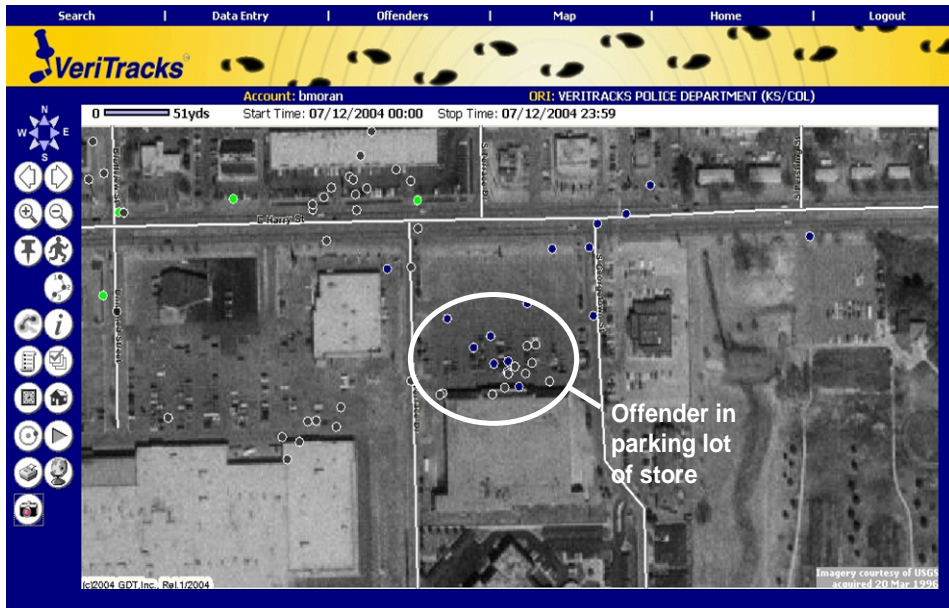 Search | Data Entry | Offenders | Map | Home | Logout
VeriTracks
Account: bmoran ORI: VERITRACKS POLICE DEPARTMENT (KS/COL)
0 51yds Start Time: 07/12/2004 00:00 Stop Time: 07/12/2004 23:59
N
W E
S
E Harry St
Offender in
parking lot
of store
(c)2004 GDT, Inc., Rel. 1/2004
Imagery courtesy of USGS
acquired 20 Mar 1996